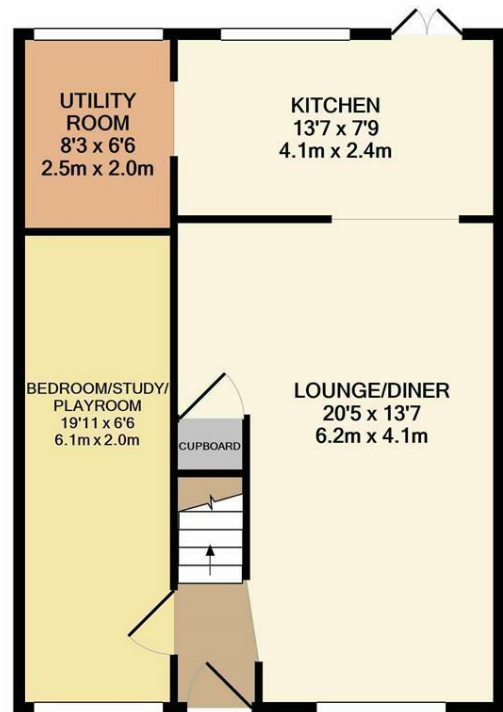 UTILITY
ROOM
8'3 x 6'6
2.5m x 2.0m
KITCHEN
13'7 x 7'9
4.1m x 2.4m
BEDROOM/STUDY/
PLAYROOM
19'11 x 6'6
6.1m x 2.0m
LOUNGE/DINER
20'5 x 13'7
6.2m x 4.1m
CUPBOARD